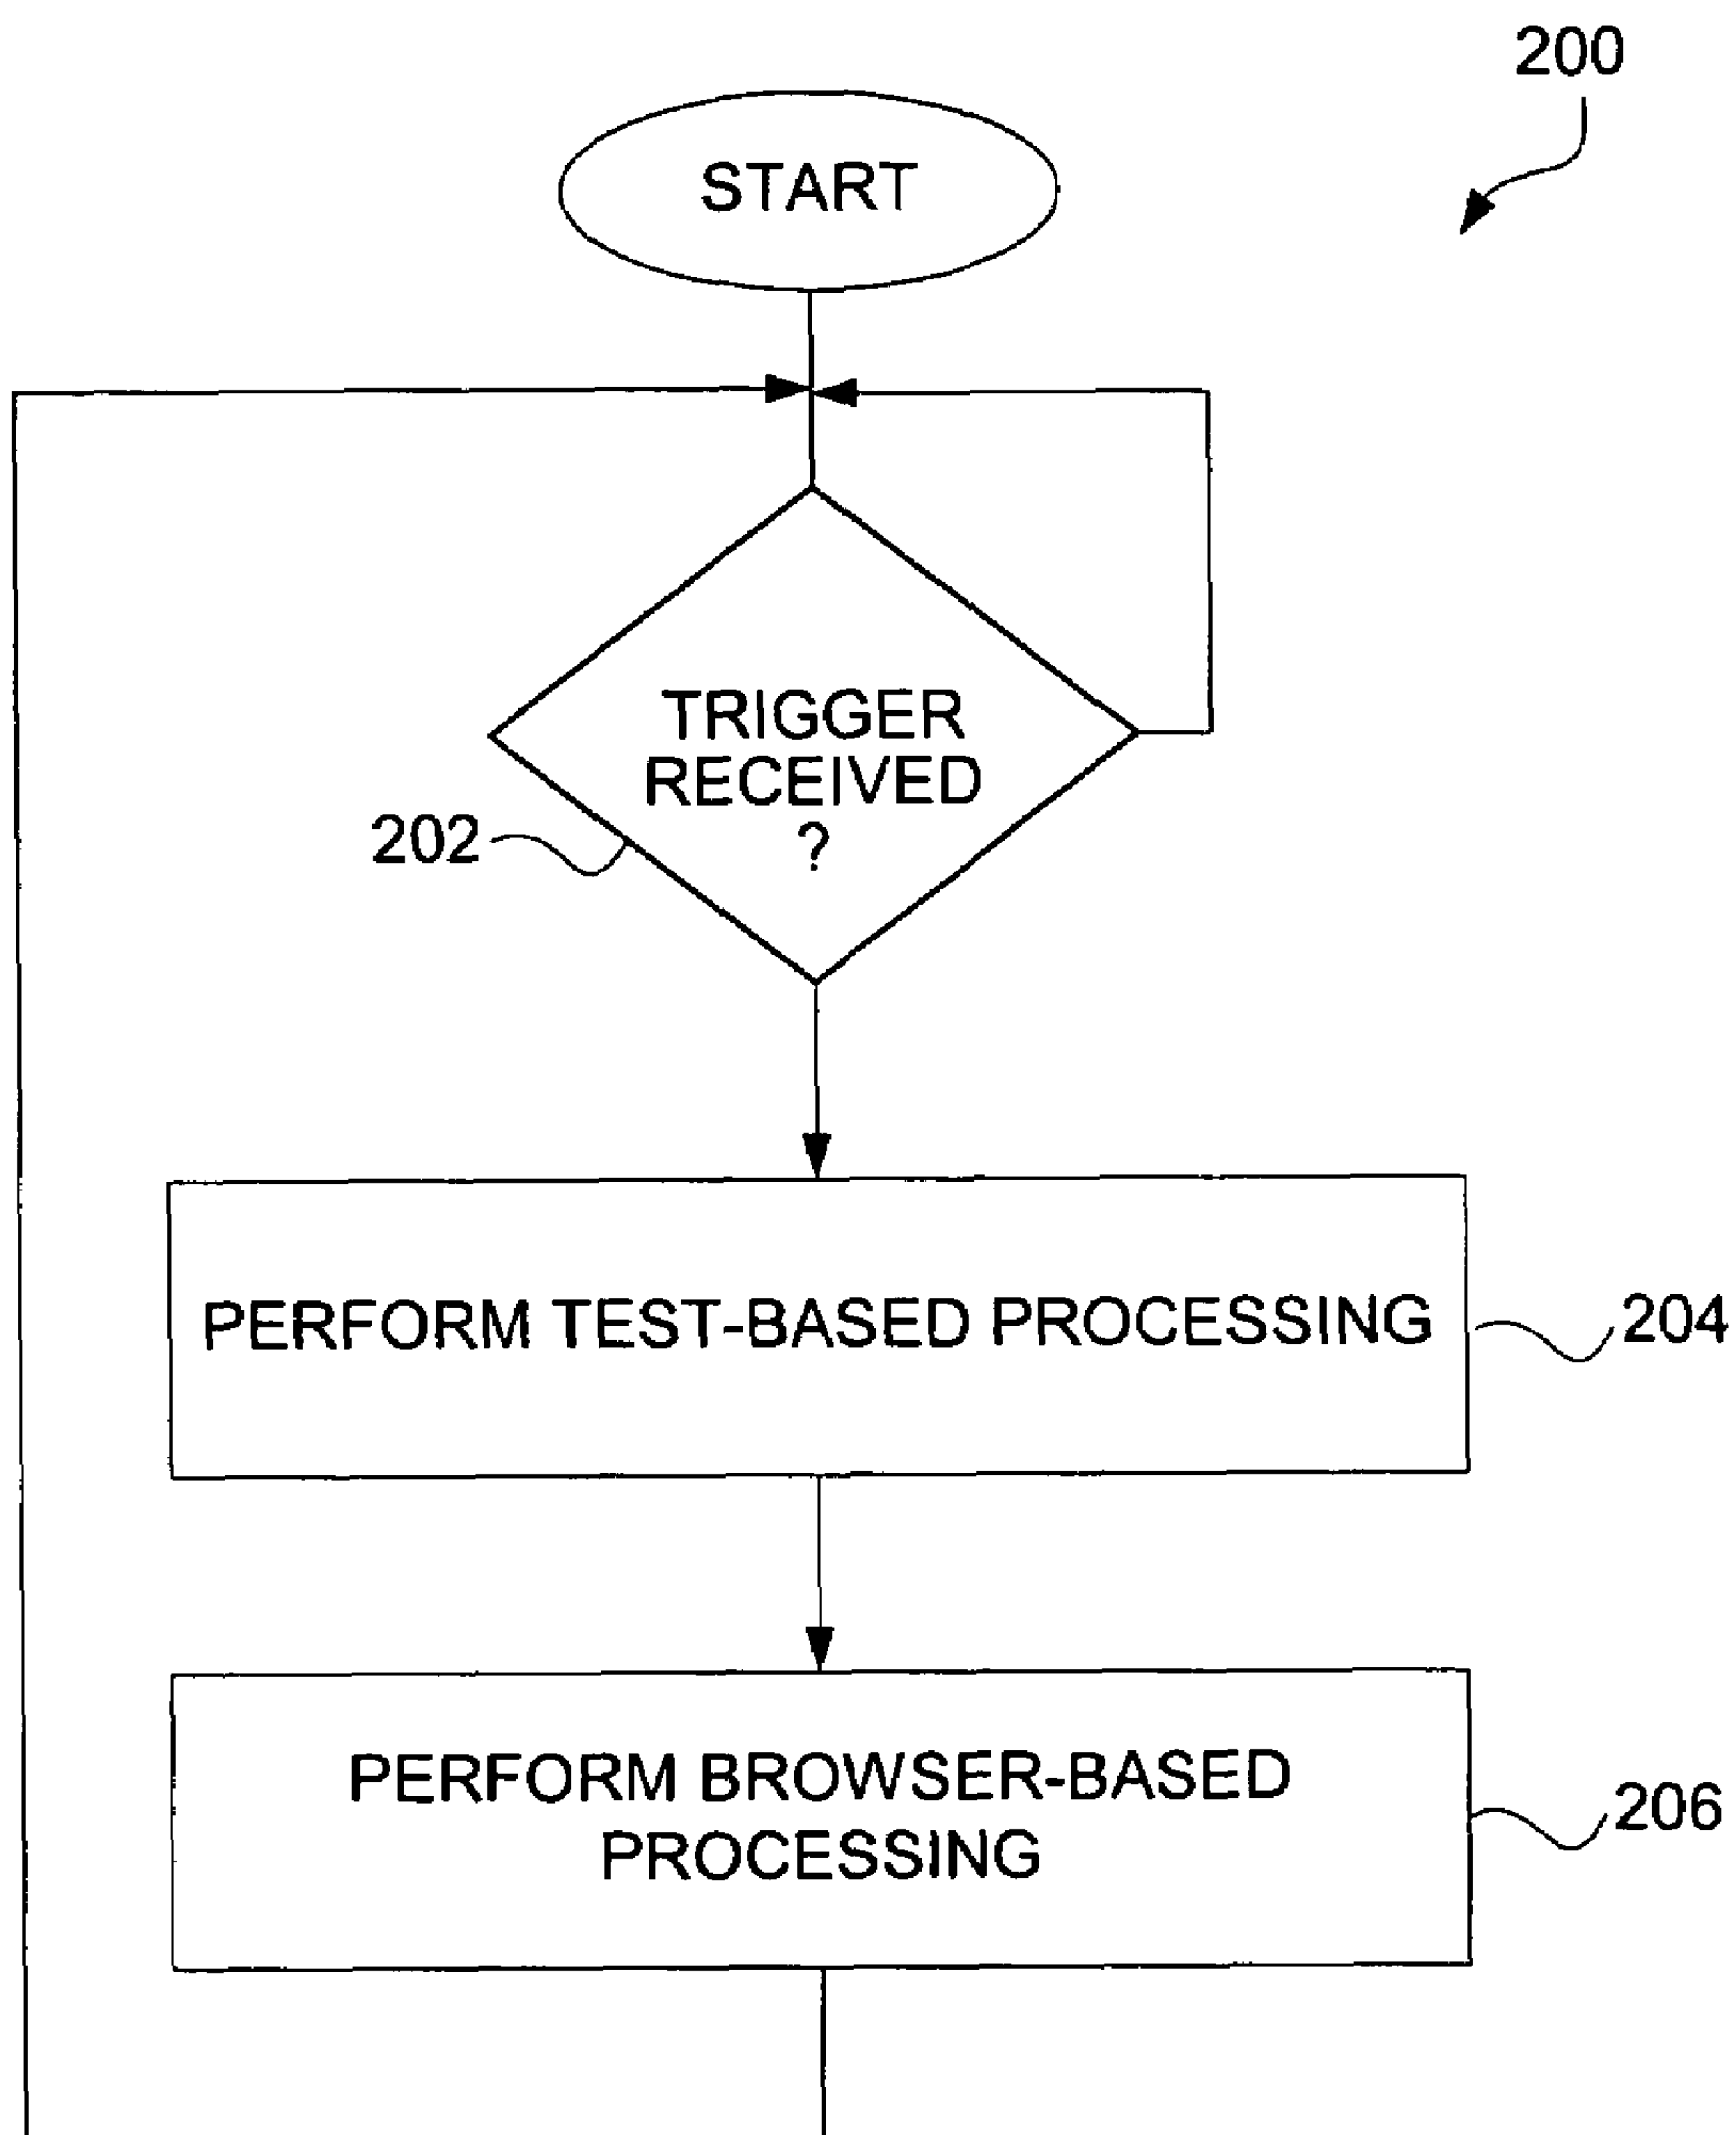 200
START
TRIGGER
RECEIVED
?
202
PERFORM TEST-BASED PROCESSING
204
PERFORM BROWSER-BASED
PROCESSING
206